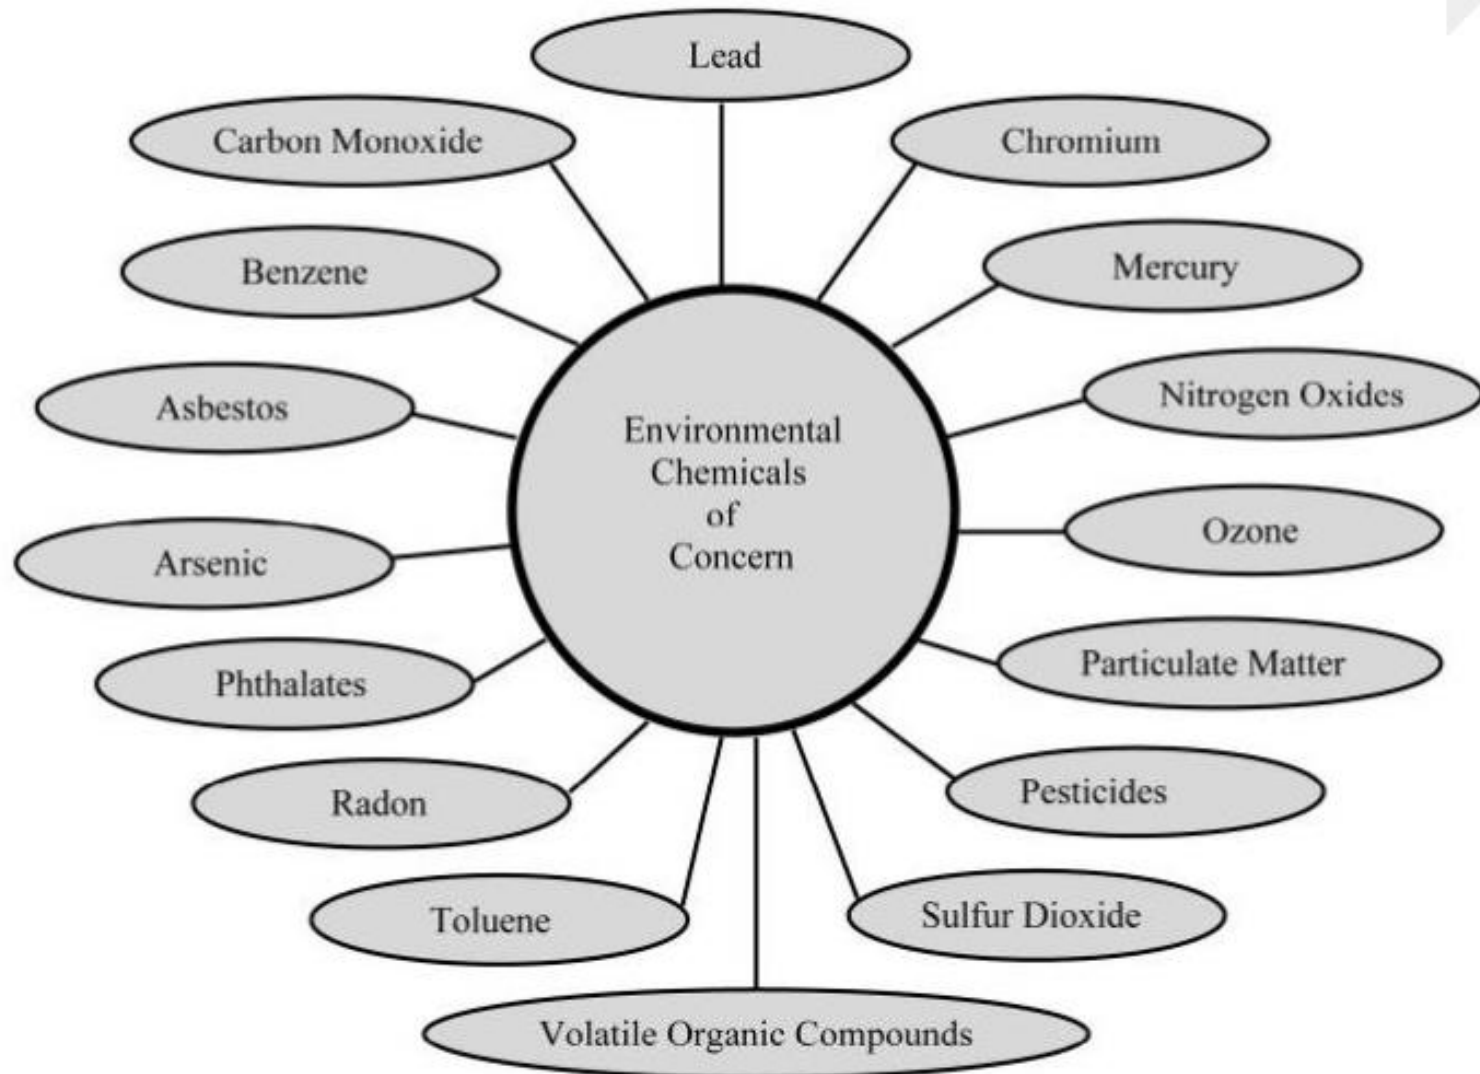 Lead
Carbon Monoxide
Chromium
Benzene
Mercury
Asbestos
Nitrogen Oxides
Environmental
Chemicals
of
Concern
Arsenic
Ozone
Phthalates
Particulate Matter
Radon
Pesticides
Toluene
Sulfur Dioxide
Volatile Organic Compounds